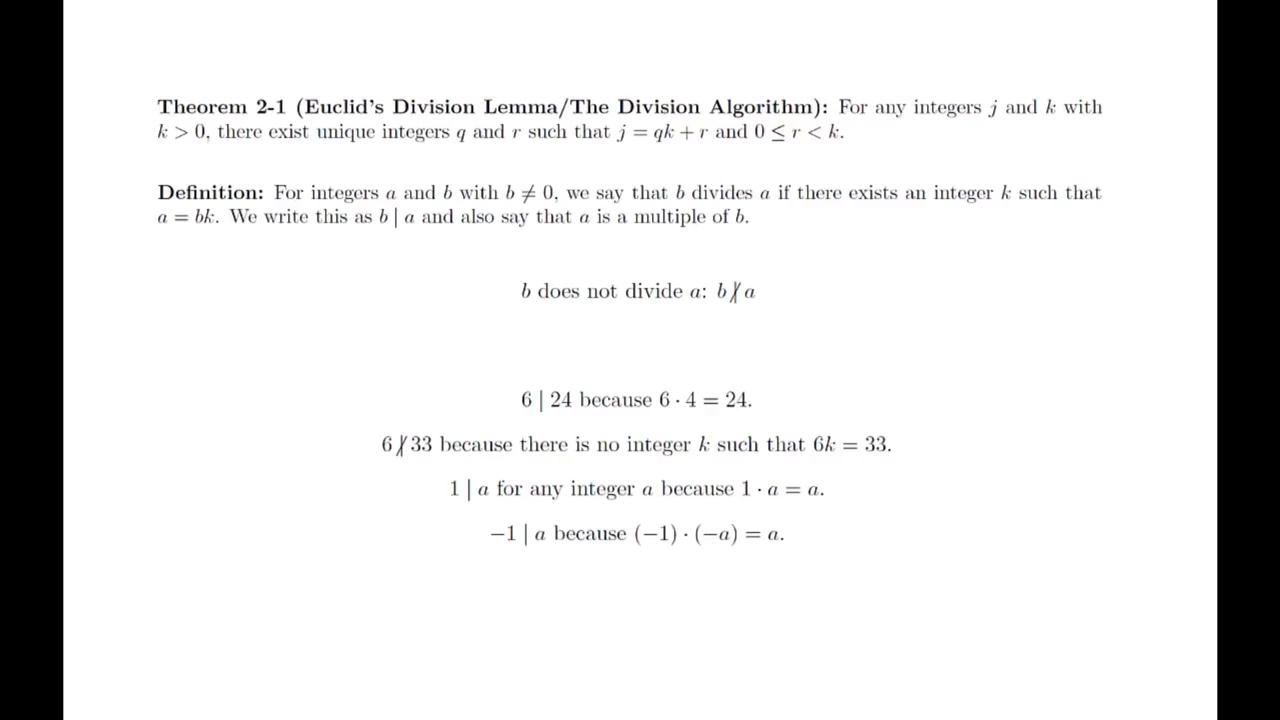 Theorem 2-1 (Euclid's Division Lemma/The Division Algorithm): For any integers j and k with
k > 0, there exist unique integers q and r such that j = qk + r and 0 ≤ r < k.
Definition: For integers a and b with b ≠ 0, we say that b divides a if there exists an integer k such that
a = bk. We write this as b | a and also say that a is a multiple of b.
b does not divide a: b ∤ a
6 | 24 because 6 · 4 = 24.
6 ∤ 33 because there is no integer k such that 6k = 33.
1 | a for any integer a because 1 · a = a.
−1 | a because (−1) · (−a) = a.